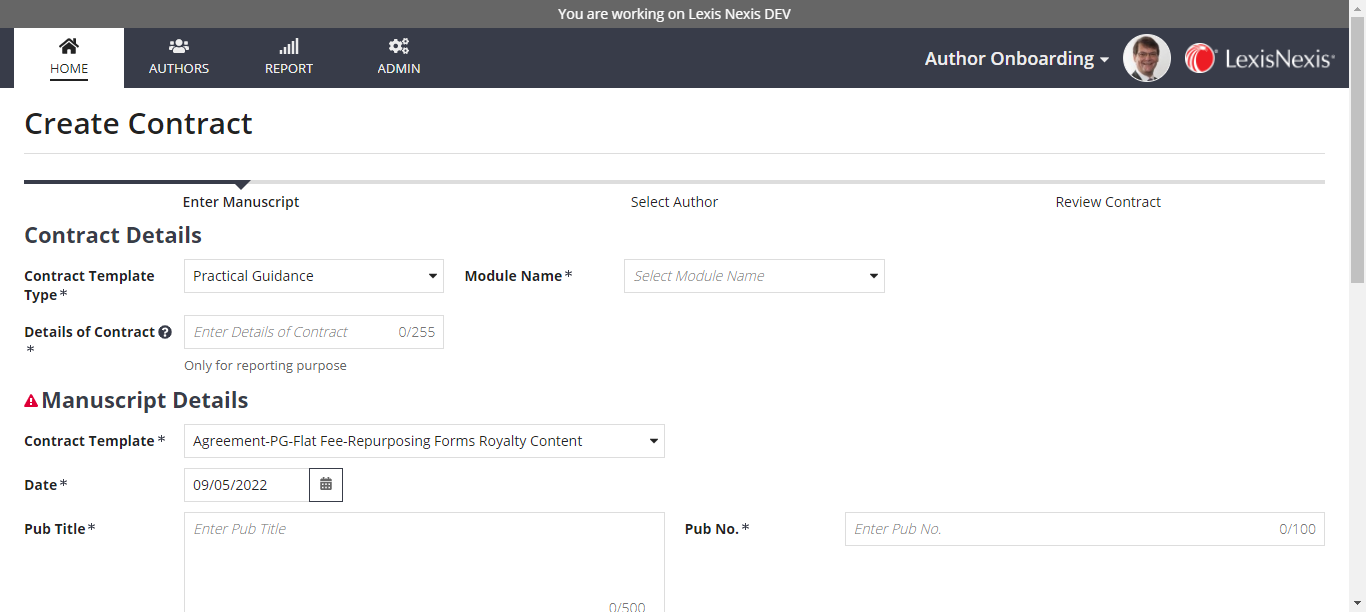 You are working on Lexis Nexis DEV
HOME AUTHORS REPORT ADMIN Author Onboarding LexisNexis
Create Contract
Enter Manuscript Select Author Review Contract
Contract Details
Contract Template Type* Practical Guidance Module Name* Select Module Name
Details of Contract ? * Enter Details of Contract 0/255
Only for reporting purpose
Manuscript Details
Contract Template* Agreement-PG-Flat Fee-Repurposing Forms Royalty Content
Date* 09/05/2022
Pub Title* Enter Pub Title Pub No.* Enter Pub No. 0/100
0/500